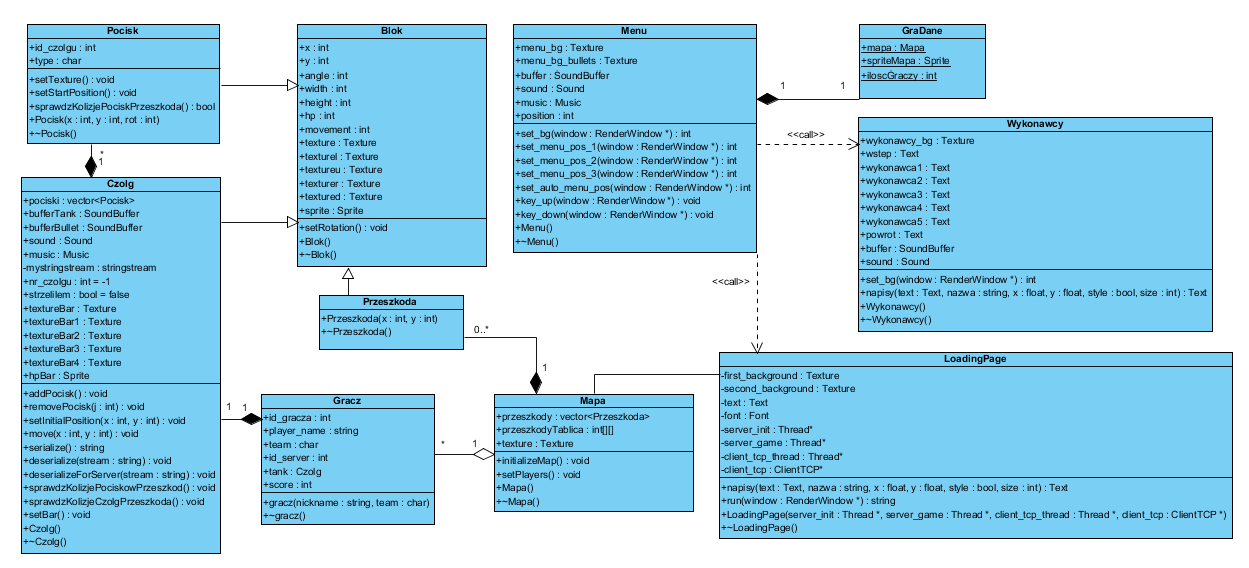 Pocisk
+id_czolgu : int
+type : char
+setTexture() : void
+setStartPosition() : void
+sprawdzKolizjePociskPrzeszkoda() : bool
+Pocisk(x : int, y : int, rot : int)
+~Pocisk()
*
1
Czolg
+pociski : vector<Pocisk>
+bufferTank : SoundBuffer
+bufferBullet : SoundBuffer
+sound : Sound
+music : Music
-mystringstream : stringstream
+nr_czolgu : int = -1
+strzelilem : bool = false
+textureBar : Texture
+textureBar1 : Texture
+textureBar2 : Texture
+textureBar3 : Texture
+textureBar4 : Texture
+hpBar : Sprite
+addPocisk() : void
+removePocisk(j : int) : void
+setInitialPosition(x : int, y : int) : void
+move(x : int, y : int) : void
+serialize() : string
+deserialize(stream : string) : void
+deserializeForServer(stream : string) : void
+sprawdzKolizjePociskowPrzeszkod() : void
+sprawdzKolizjeCzolgPrzeszkoda() : void
+setBar() : void
+Czolg()
+~Czolg()
Blok
+x : int
+y : int
+angle : int
+width : int
+height : int
+hp : int
+movement : int
+texture : Texture
+texturel : Texture
+textureu : Texture
+texturer : Texture
+textured : Texture
+sprite : Sprite
+setRotation() : void
+Blok()
+~Blok()
Przeszkoda
+Przeszkoda(x : int, y : int)
+~Przeszkoda()
0..*
1
1
1
Gracz
+id_gracza : int
+player_name : string
+team : char
+id_server : int
+tank : Czolg
+score : int
+gracz(nickname : string, team : char)
+~gracz()
*
1
Mapa
+przeszkody : vector<Przeszkoda>
+przeszkodyTablica : int[][]
+texture : Texture
+initializeMap() : void
+setPlayers() : void
+Mapa()
+~Mapa()
Menu
+menu_bg : Texture
+menu_bg_bullets : Texture
+buffer : SoundBuffer
+sound : Sound
+music : Music
+position : int
+set_bg(window : RenderWindow *) : int
+set_menu_pos_1(window : RenderWindow *) : int
+set_menu_pos_2(window : RenderWindow *) : int
+set_menu_pos_3(window : RenderWindow *) : int
+set_auto_menu_pos(window : RenderWindow *) : int
+key_up(window : RenderWindow *) : void
+key_down(window : RenderWindow *) : void
+Menu()
+~Menu()
1
1
<<call>>
<<call>>
GraDane
+mapa : Mapa
+spriteMapa : Sprite
+iloscGraczy : int
Wykonawcy
+wykonawcy_bg : Texture
+wstep : Text
+wykonawca1 : Text
+wykonawca2 : Text
+wykonawca3 : Text
+wykonawca4 : Text
+wykonawca5 : Text
+powrot : Text
+buffer : SoundBuffer
+sound : Sound
+set_bg(window : RenderWindow *) : int
+napisy(text : Text, nazwa : string, x : float, y : float, style : bool, size : int) : Text
+Wykonawcy()
+~Wykonawcy()
LoadingPage
-first_background : Texture
-second_background : Texture
-text : Text
-font : Font
-server_init : Thread*
-server_game : Thread*
-client_tcp_thread : Thread*
-client_tcp : ClientTCP*
+napisy(text : Text, nazwa : string, x : float, y : float, style : bool, size : int) : Text
+run(window : RenderWindow *) : string
+LoadingPage(server_init : Thread *, server_game : Thread *, client_tcp_thread : Thread *, client_tcp : ClientTCP *)
+~LoadingPage()